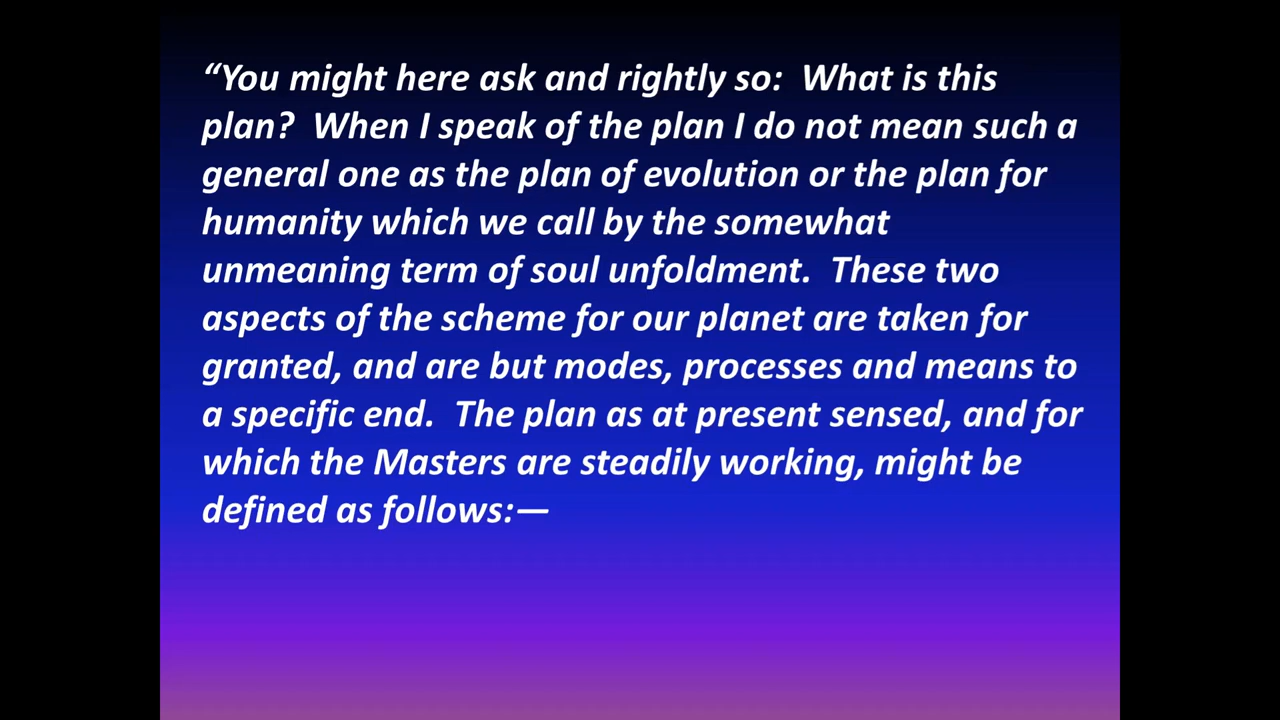 “You might here ask and rightly so:  What is this
plan?  When I speak of the plan I do not mean such a
general one as the plan of evolution or the plan for
humanity which we call by the somewhat
unmeaning term of soul unfoldment.  These two
aspects of the scheme for our planet are taken for
granted, and are but modes, processes and means to
a specific end.  The plan as at present sensed, and for
which the Masters are steadily working, might be
defined as follows:—